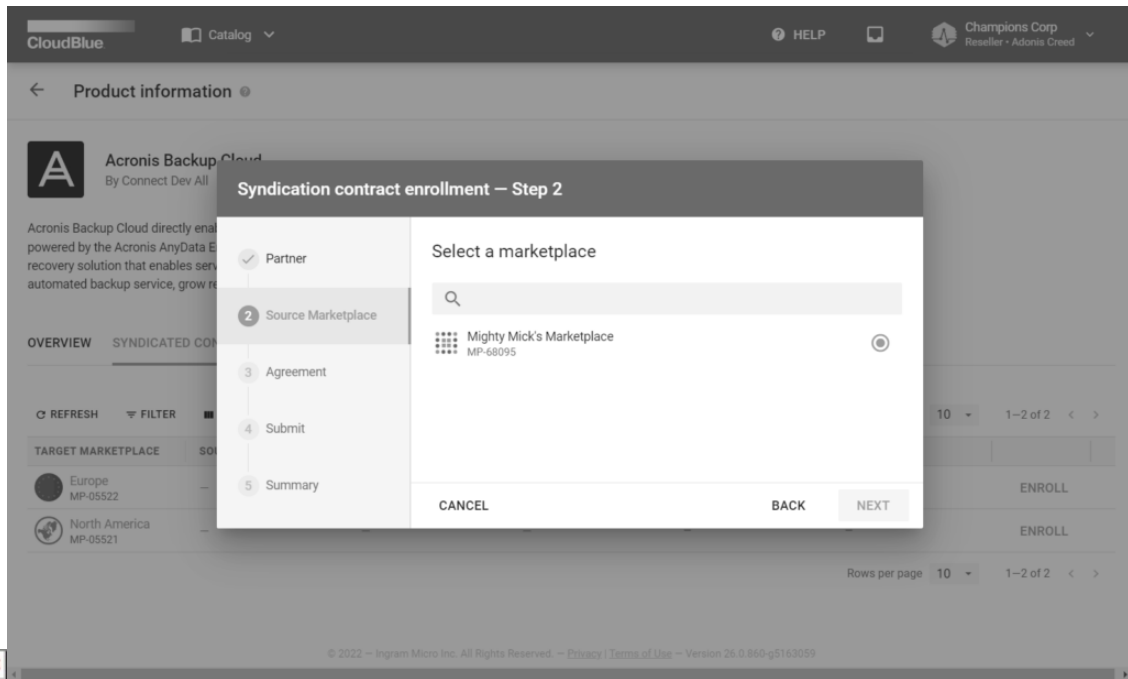 CloudBlue
Catalog
HELP
Champions Corp
Reseller • Adonis Creed
Product information
Acronis Backup Cloud
By Connect Dev All
Acronis Backup Cloud directly
powered by the Acronis AnyData
recovery solution that enables
automated backup service, grow
OVERVIEW SYNDICATED
Syndication contract enrollment — Step 2
Partner
2 Source Marketplace
3 Agreement
4 Submit
5 Summary
Select a marketplace
Mighty Mick's Marketplace
MP-68095
CANCEL BACK NEXT
REFRESH FILTER 10 1–2 of 2
TARGET MARKETPLACE
Europe
MP-05522
— ENROLL
North America
MP-05521
— — — — — ENROLL
Rows per page 10 1–2 of 2
© 2022 – Ingram Micro Inc. All Rights Reserved. – Privacy | Terms of Use – Version 26.0.860-g5163059